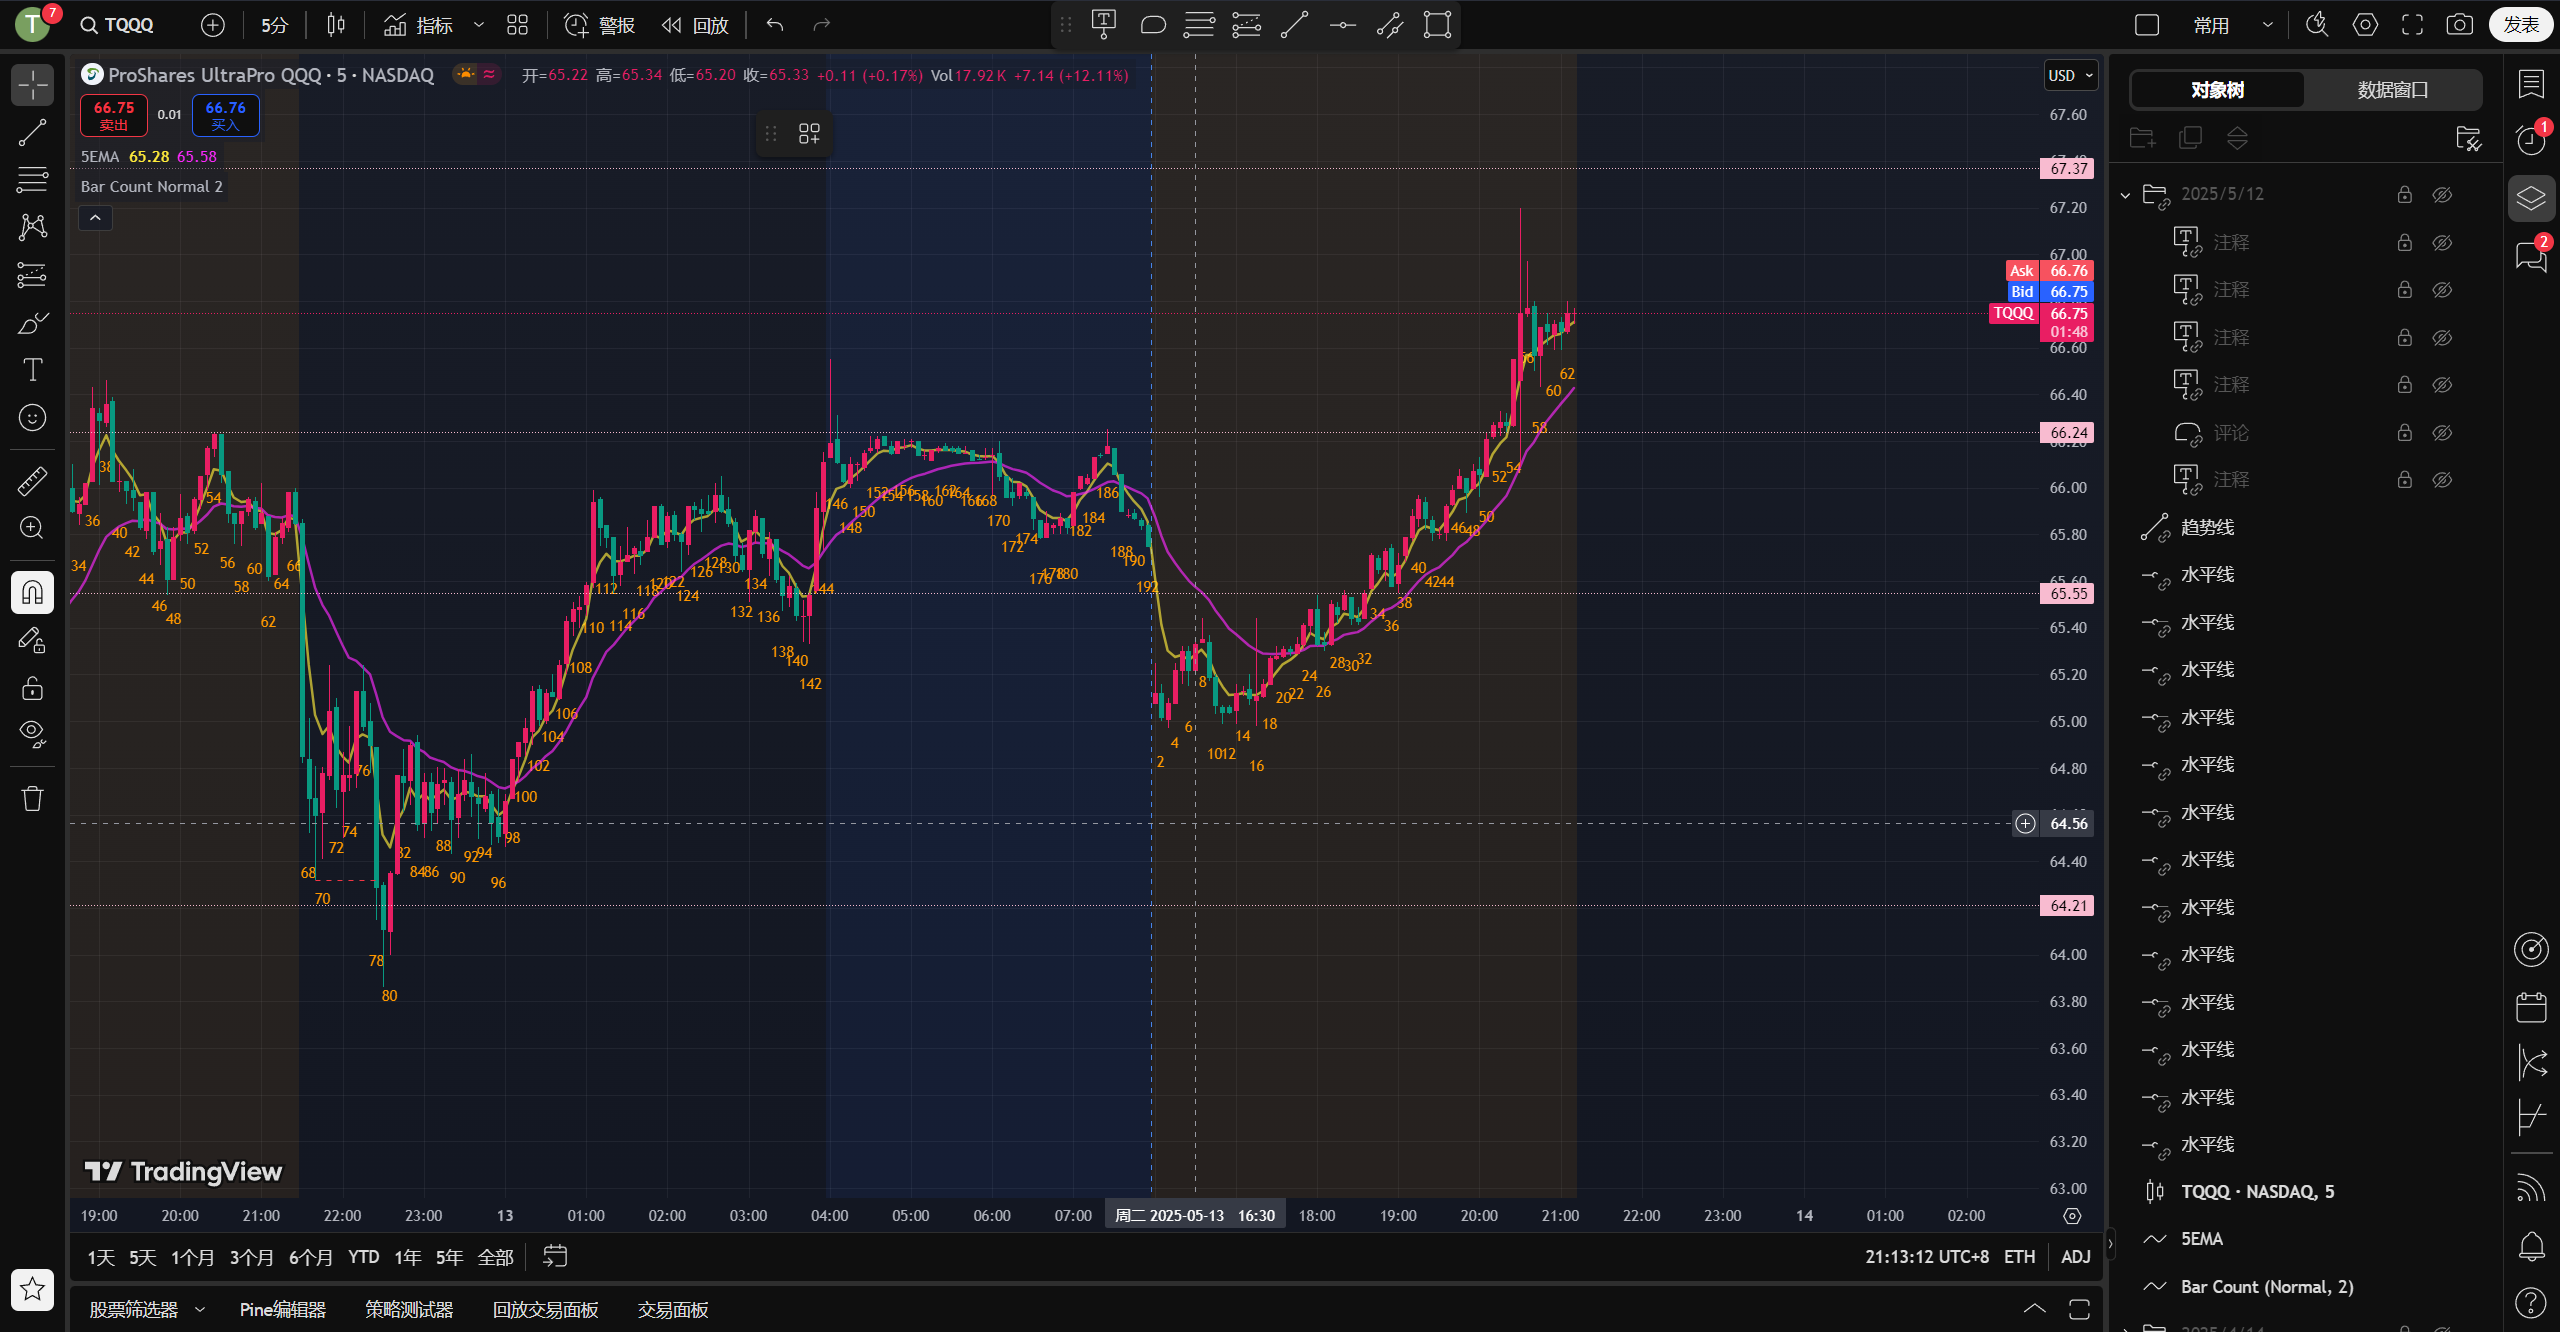 T 7 TQQQ 5分 指标 警报 回放 常用 发表
ProShares UltraPro QQQ · 5 · NASDAQ 开=65.22 高=65.34 低=65.20 收=65.33 +0.11 (+0.17%) Vol 17.92 K +7.14 (+12.11%)
66.75 卖出 0.01 66.76 买入
5EMA 65.28 65.58
Bar Count Normal 2
USD
67.60
67.37
67.20
67.00
Ask 66.76
Bid 66.75
TQQQ 66.75
01:48
66.60
66.40
66.24
66.00
65.80
65.60
65.55
65.40
65.20
65.00
64.80
64.56
64.40
64.21
64.00
63.80
63.60
63.40
63.20
63.00
34 36 38 40 42 44 46 48 50 52 54 56 58 60 62 64 66
68 70 72 74 76 78 80 82 84 86 88 90 92 94 96 98 100 102 104 106 108 110 112 114 116 118 120 122 124 126 128 130 132 134 136 138 140 142 144 146 148 150 152 154 156 158 160 162 164 166 168 170 172 174 176 178 180 182 184 186 188 190 192
2 4 6 8 10 12 14 16 18 20 22 24 26 28 30 32 34 36 38 40 42 44 46 48 50 52 54 56 58 60 62
TradingView
19:00 20:00 21:00 22:00 23:00 13 01:00 02:00 03:00 04:00 05:00 06:00 07:00 周二 2025-05-13 16:30 18:00 19:00 20:00 21:00 22:00 23:00 14 01:00 02:00
1天 5天 1个月 3个月 6个月 YTD 1年 5年 全部 21:13:12 UTC+8 ETH ADJ
股票筛选器 Pine编辑器 策略测试器 回放交易面板 交易面板
对象树 数据窗口
2025/5/12
注释
注释
注释
注释
评论
注释
趋势线
水平线
水平线
水平线
水平线
水平线
水平线
水平线
水平线
水平线
水平线
水平线
水平线
水平线
TQQQ · NASDAQ, 5
5EMA
Bar Count (Normal, 2)
1
2